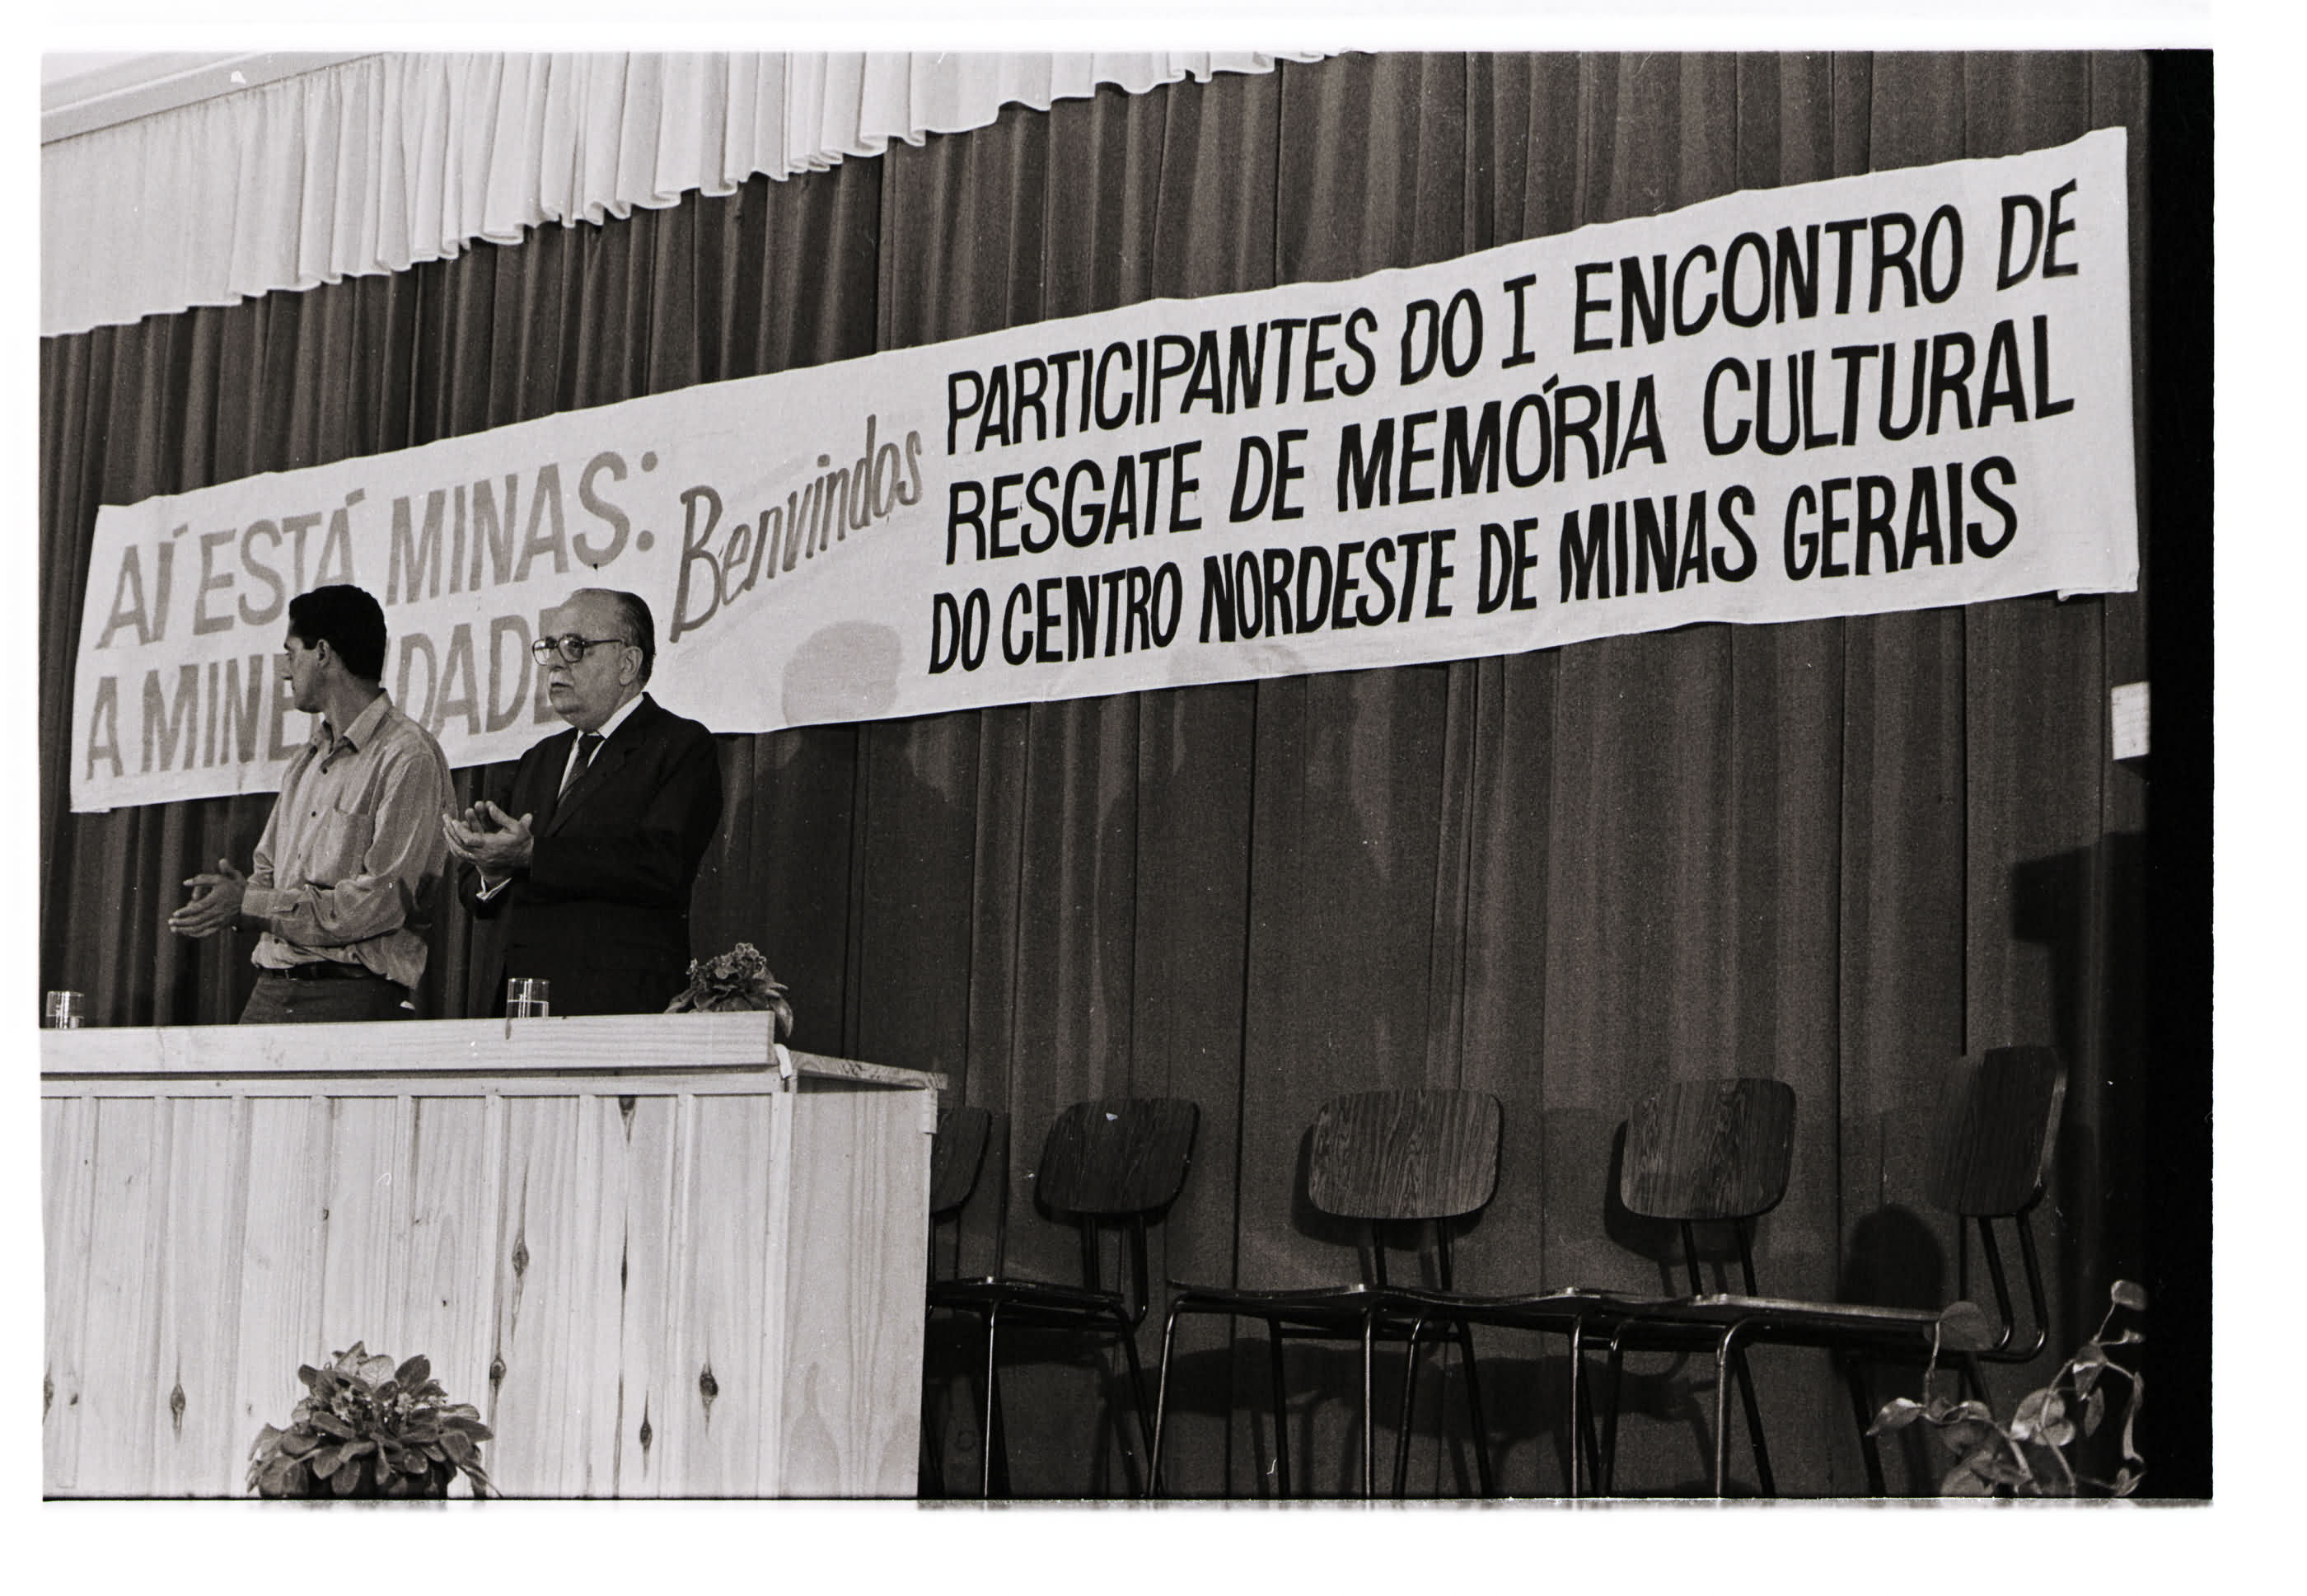 AÍ ESTÁ MINAS:
A MINE DADE
Benvindos
PARTICIPANTES DO I ENCONTRO DE
RESGATE DE MEMÓRIA CULTURAL
DO CENTRO NORDESTE DE MINAS GERAIS